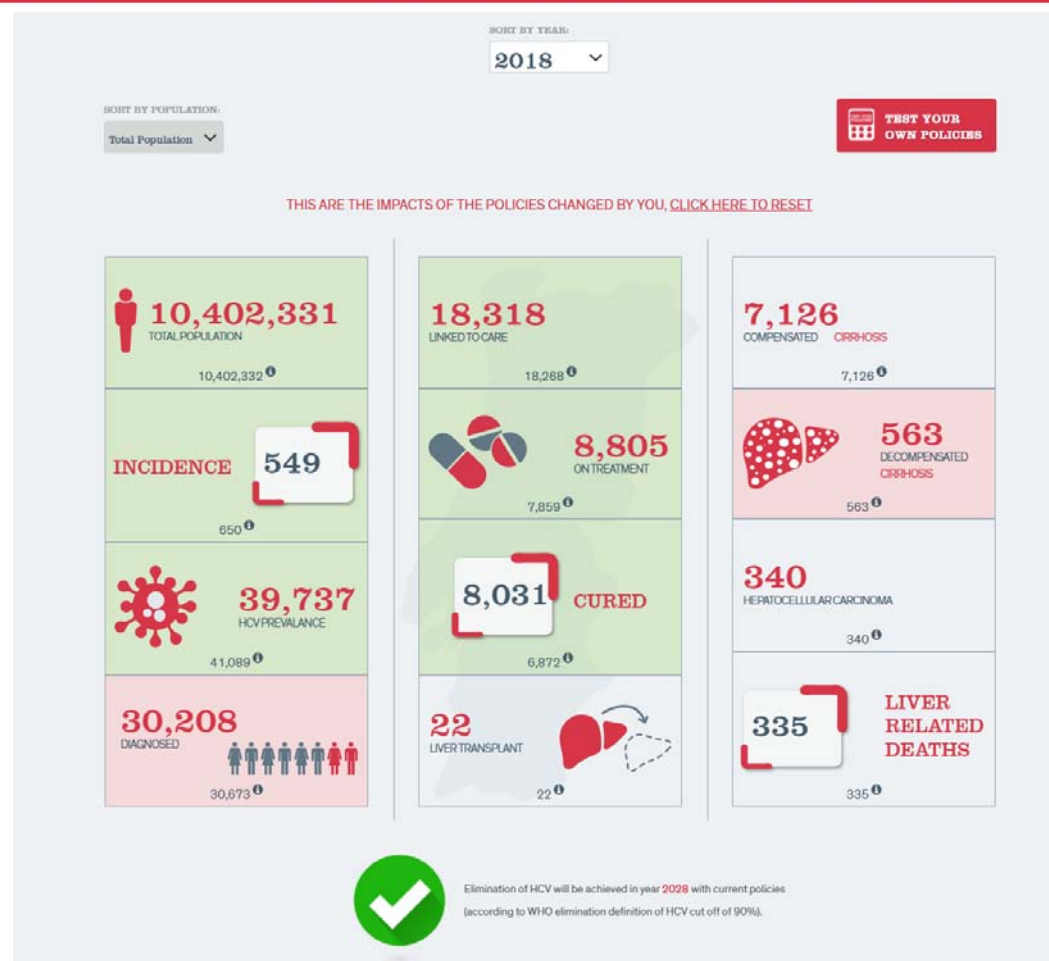 SORT BY YEAR:
2018
SORT BY POPULATION:
Total Population
TEST YOUR
OWN POLICIES
THIS ARE THE IMPACTS OF THE POLICIES CHANGED BY YOU, CLICK HERE TO RESET
10,402,331
TOTAL POPULATION
10,402,332
INCIDENCE 549
650
39,737
HCV PREVALANCE
41,089
30,208
DIAGNOSED
30,673
18,318
LINKED TO CARE
18,268
8,805
ON TREATMENT
7,859
8,031 CURED
6,872
22
LIVER TRANSPLANT
22
7,126
COMPENSATED CIRRHOSIS
7,126
563
DECOMPENSATED
CIRRHOSIS
563
340
HEPATOCELLULAR CARCINOMA
340
335
LIVER
RELATED
DEATHS
335
Elimination of HCV will be achieved in year 2028 with current policies
(according to WHO elimination definition of HCV cut off of 90%).